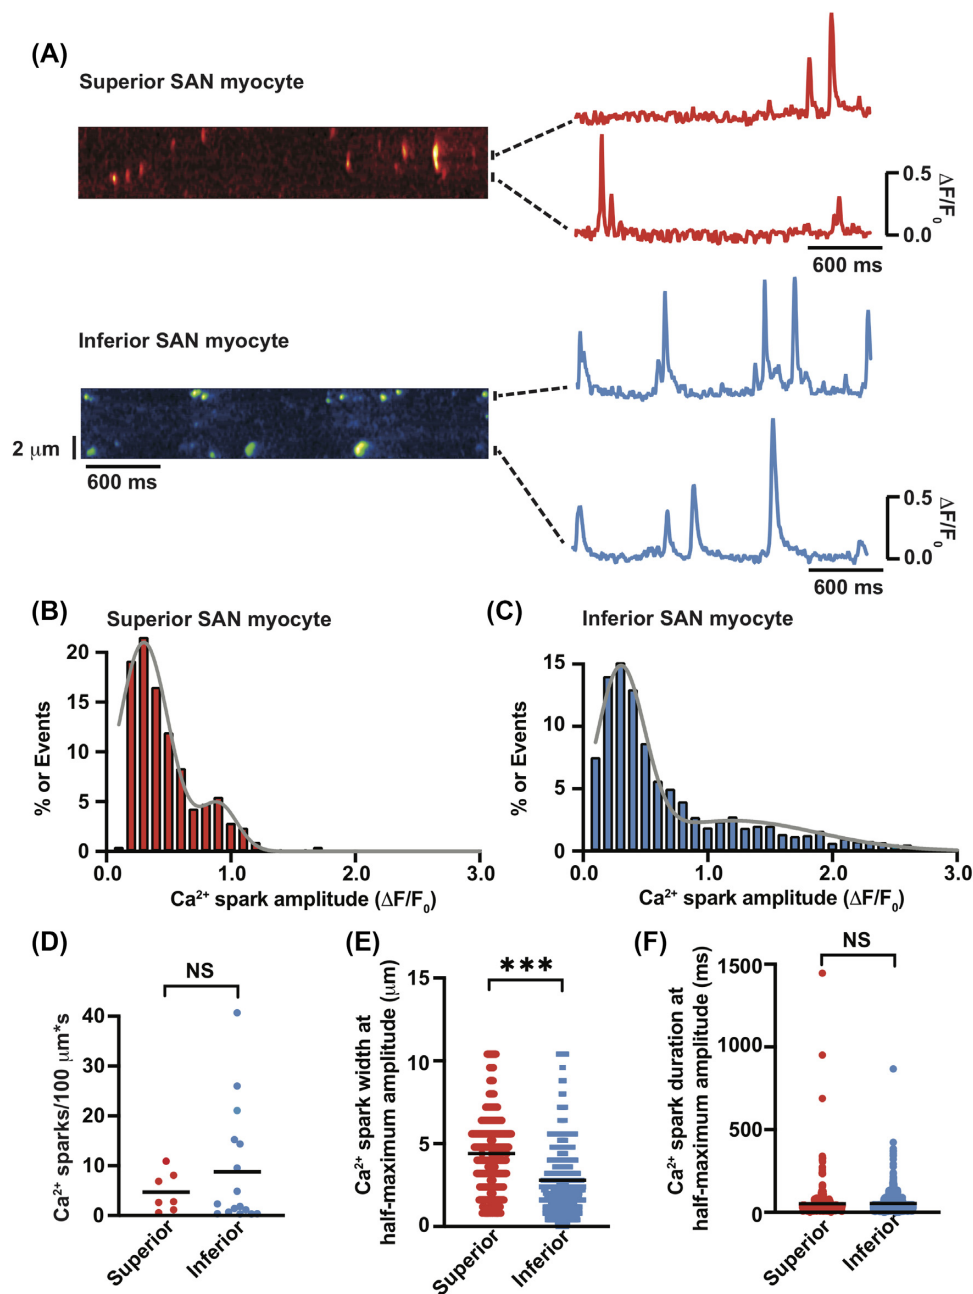 (A)
Superior SAN myocyte
0.5
0.0
ΔF/F0
600 ms
Inferior SAN myocyte
2 μm
600 ms
0.5
0.0
ΔF/F0
600 ms
(B)
Superior SAN myocyte
% or Events
20
15
10
5
0
0.0 1.0 2.0 3.0
Ca2+ spark amplitude (ΔF/F0)
(C)
Inferior SAN myocyte
% or Events
15
10
5
0
0.0 1.0 2.0 3.0
Ca2+ spark amplitude (ΔF/F0)
(D)
NS
Ca2+ sparks/100 μm*s
40
30
20
10
0
Superior
Inferior
(E)
***
Ca2+ spark width at
half-maximum amplitude (μm)
15
10
5
0
Superior
Inferior
(F)
NS
Ca2+ spark duration at
half-maximum amplitude (ms)
1500
1000
500
0
Superior
Inferior